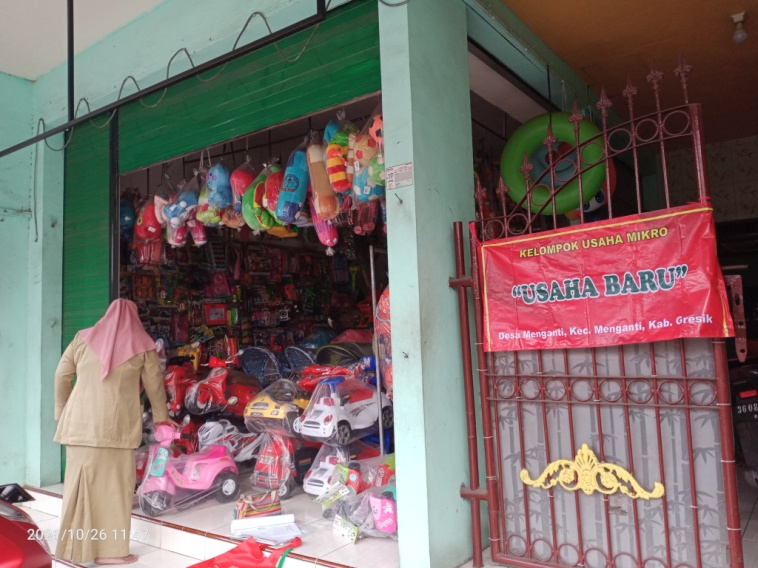 KELOMPOK USAHA MIKRO
"USAHA BARU"
Desa Menganti, Kec. Menganti, Kab. Gresik